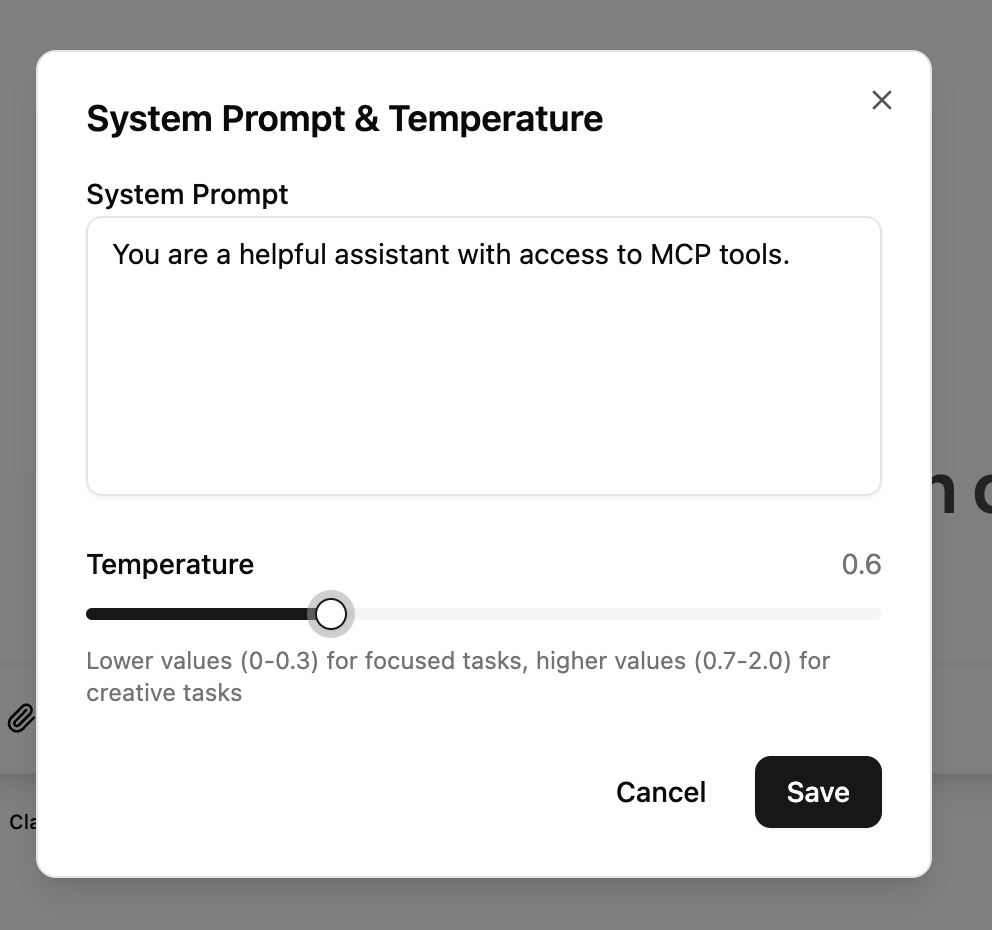 System Prompt & Temperature
System Prompt
You are a helpful assistant with access to MCP tools.
Temperature
0.6
Lower values (0-0.3) for focused tasks, higher values (0.7-2.0) for
creative tasks
Cancel
Save